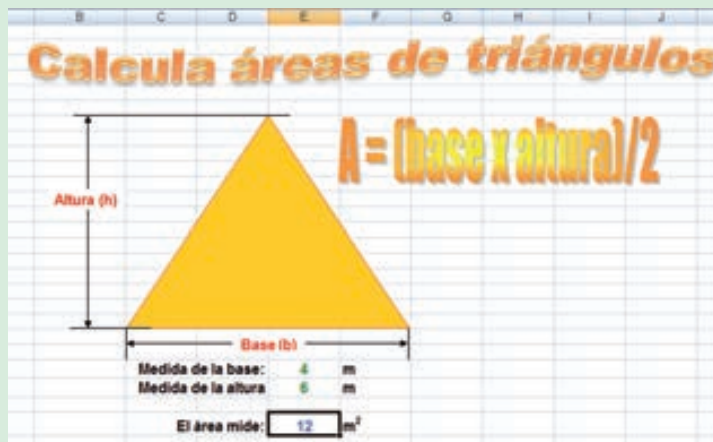 B C D E F G H I J
Calcula áreas de triángulos
A = (base x altura)/2
Altura (h)
Base (b)
Medida de la base: 4 m
Medida de la altura 6 m
El área mide: 12 m²